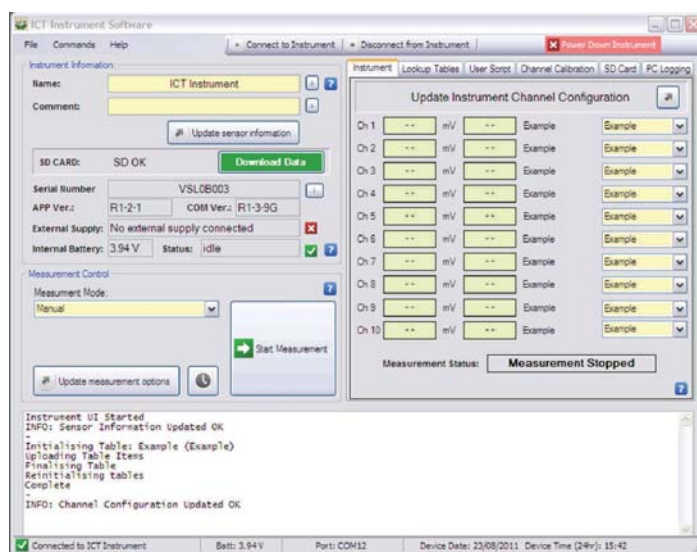 ICT Instrument Software
File Commands Help
Connect to Instrument
Disconnect from Instrument
Power Down Instrument
Instrument Information
Name: ICT Instrument
Comment:
Update sensor information
SD CARD: SD OK Download Data
Serial Number VSL0B003
APP Ver.: R1-2-1 COM Ver.: R1-3-9G
External Supply: No external supply connected
Internal Battery: 3.94 V Status: idle
Measurement Control
Measurment Mode:
Manual
Start Measurement
Update measurement options
Instrument Lookup Tables User Script Channel Calibration SD Card PC Logging
Update Instrument Channel Configuration
Ch 1 -- mV -- Example Example
Ch 2 -- mV -- Example Example
Ch 3 -- mV -- Example Example
Ch 4 -- mV -- Example Example
Ch 5 -- mV -- Example Example
Ch 6 -- mV -- Example Example
Ch 7 -- mV -- Example Example
Ch 8 -- mV -- Example Example
Ch 9 -- mV -- Example Example
Ch 10 -- mV -- Example Example
Measurement Status: Measurement Stopped
Instrument UI Started
INFO: Sensor Information Updated OK
-
Initialising Table: Example (Example)
Uploading Table Items
Finalising Table
Reinitialising tables
Complete
-
INFO: Channel Configuration Updated OK
Connected to ICT Instrument Batt: 3.94 V Port: COM12 Device Date: 23/08/2011 Device Time (24hr): 15:42